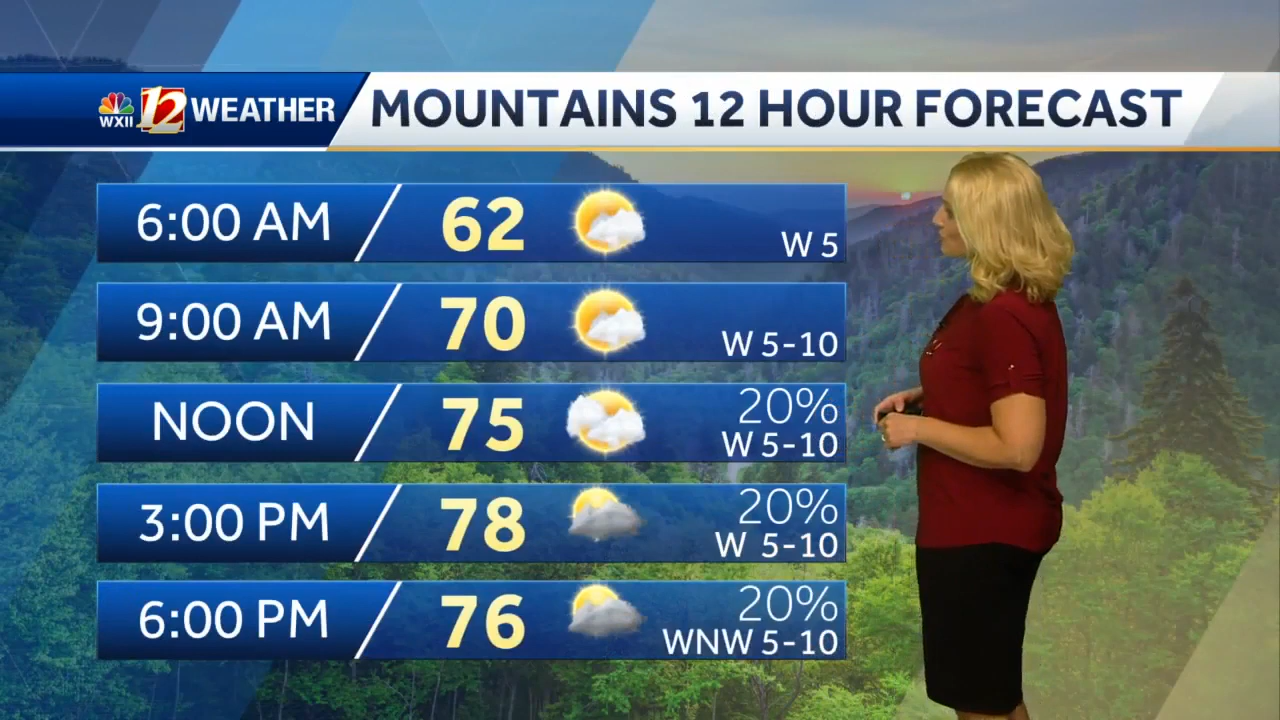 WXII 12 WEATHER
MOUNTAINS 12 HOUR FORECAST
6:00 AM 62 W 5
9:00 AM 70 W 5-10
NOON 75 20%
W 5-10
3:00 PM 78 20%
W 5-10
6:00 PM 76 20%
WNW 5-10